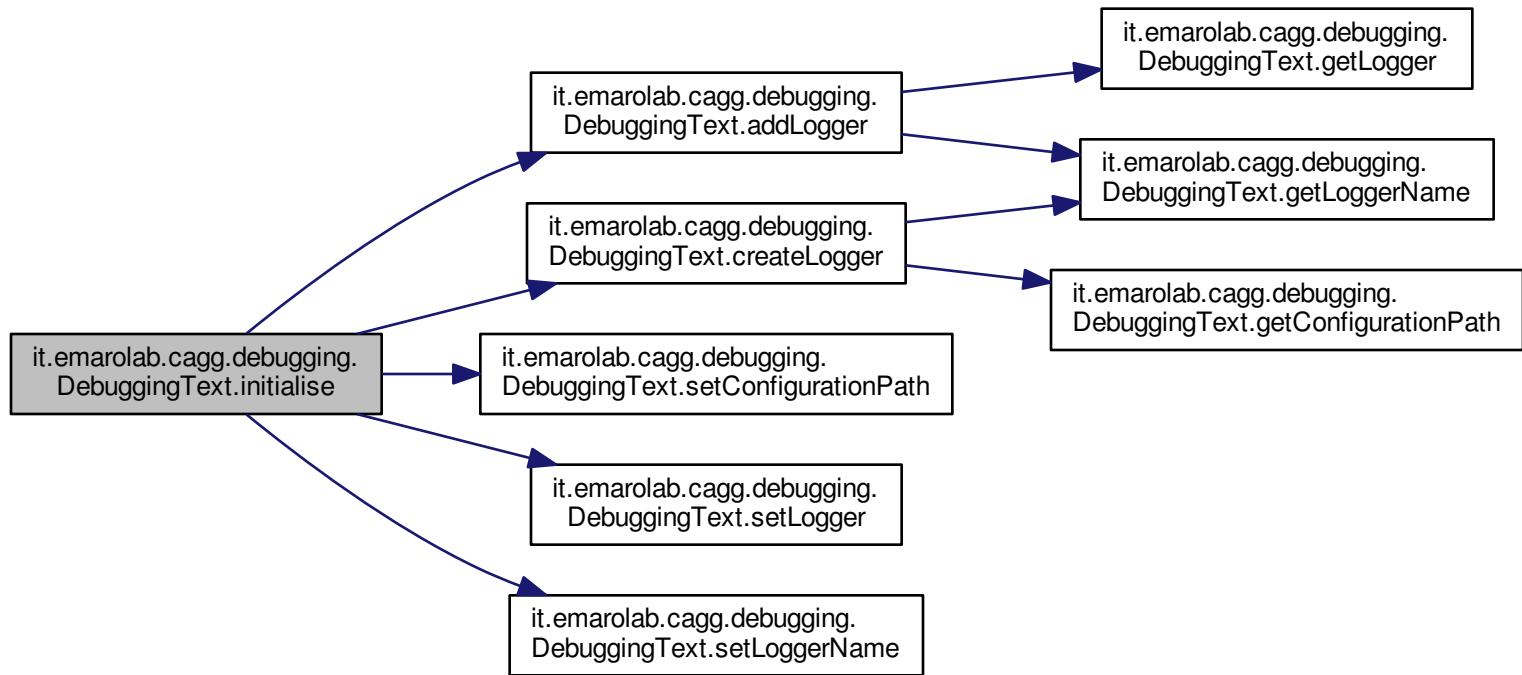 it.emarolab.cagg.debugging.
DebuggingText.initialise
it.emarolab.cagg.debugging.
DebuggingText.addLogger
it.emarolab.cagg.debugging.
DebuggingText.createLogger
it.emarolab.cagg.debugging.
DebuggingText.setConfigurationPath
it.emarolab.cagg.debugging.
DebuggingText.setLogger
it.emarolab.cagg.debugging.
DebuggingText.setLoggerName
it.emarolab.cagg.debugging.
DebuggingText.getLogger
it.emarolab.cagg.debugging.
DebuggingText.getLoggerName
it.emarolab.cagg.debugging.
DebuggingText.getConfigurationPath